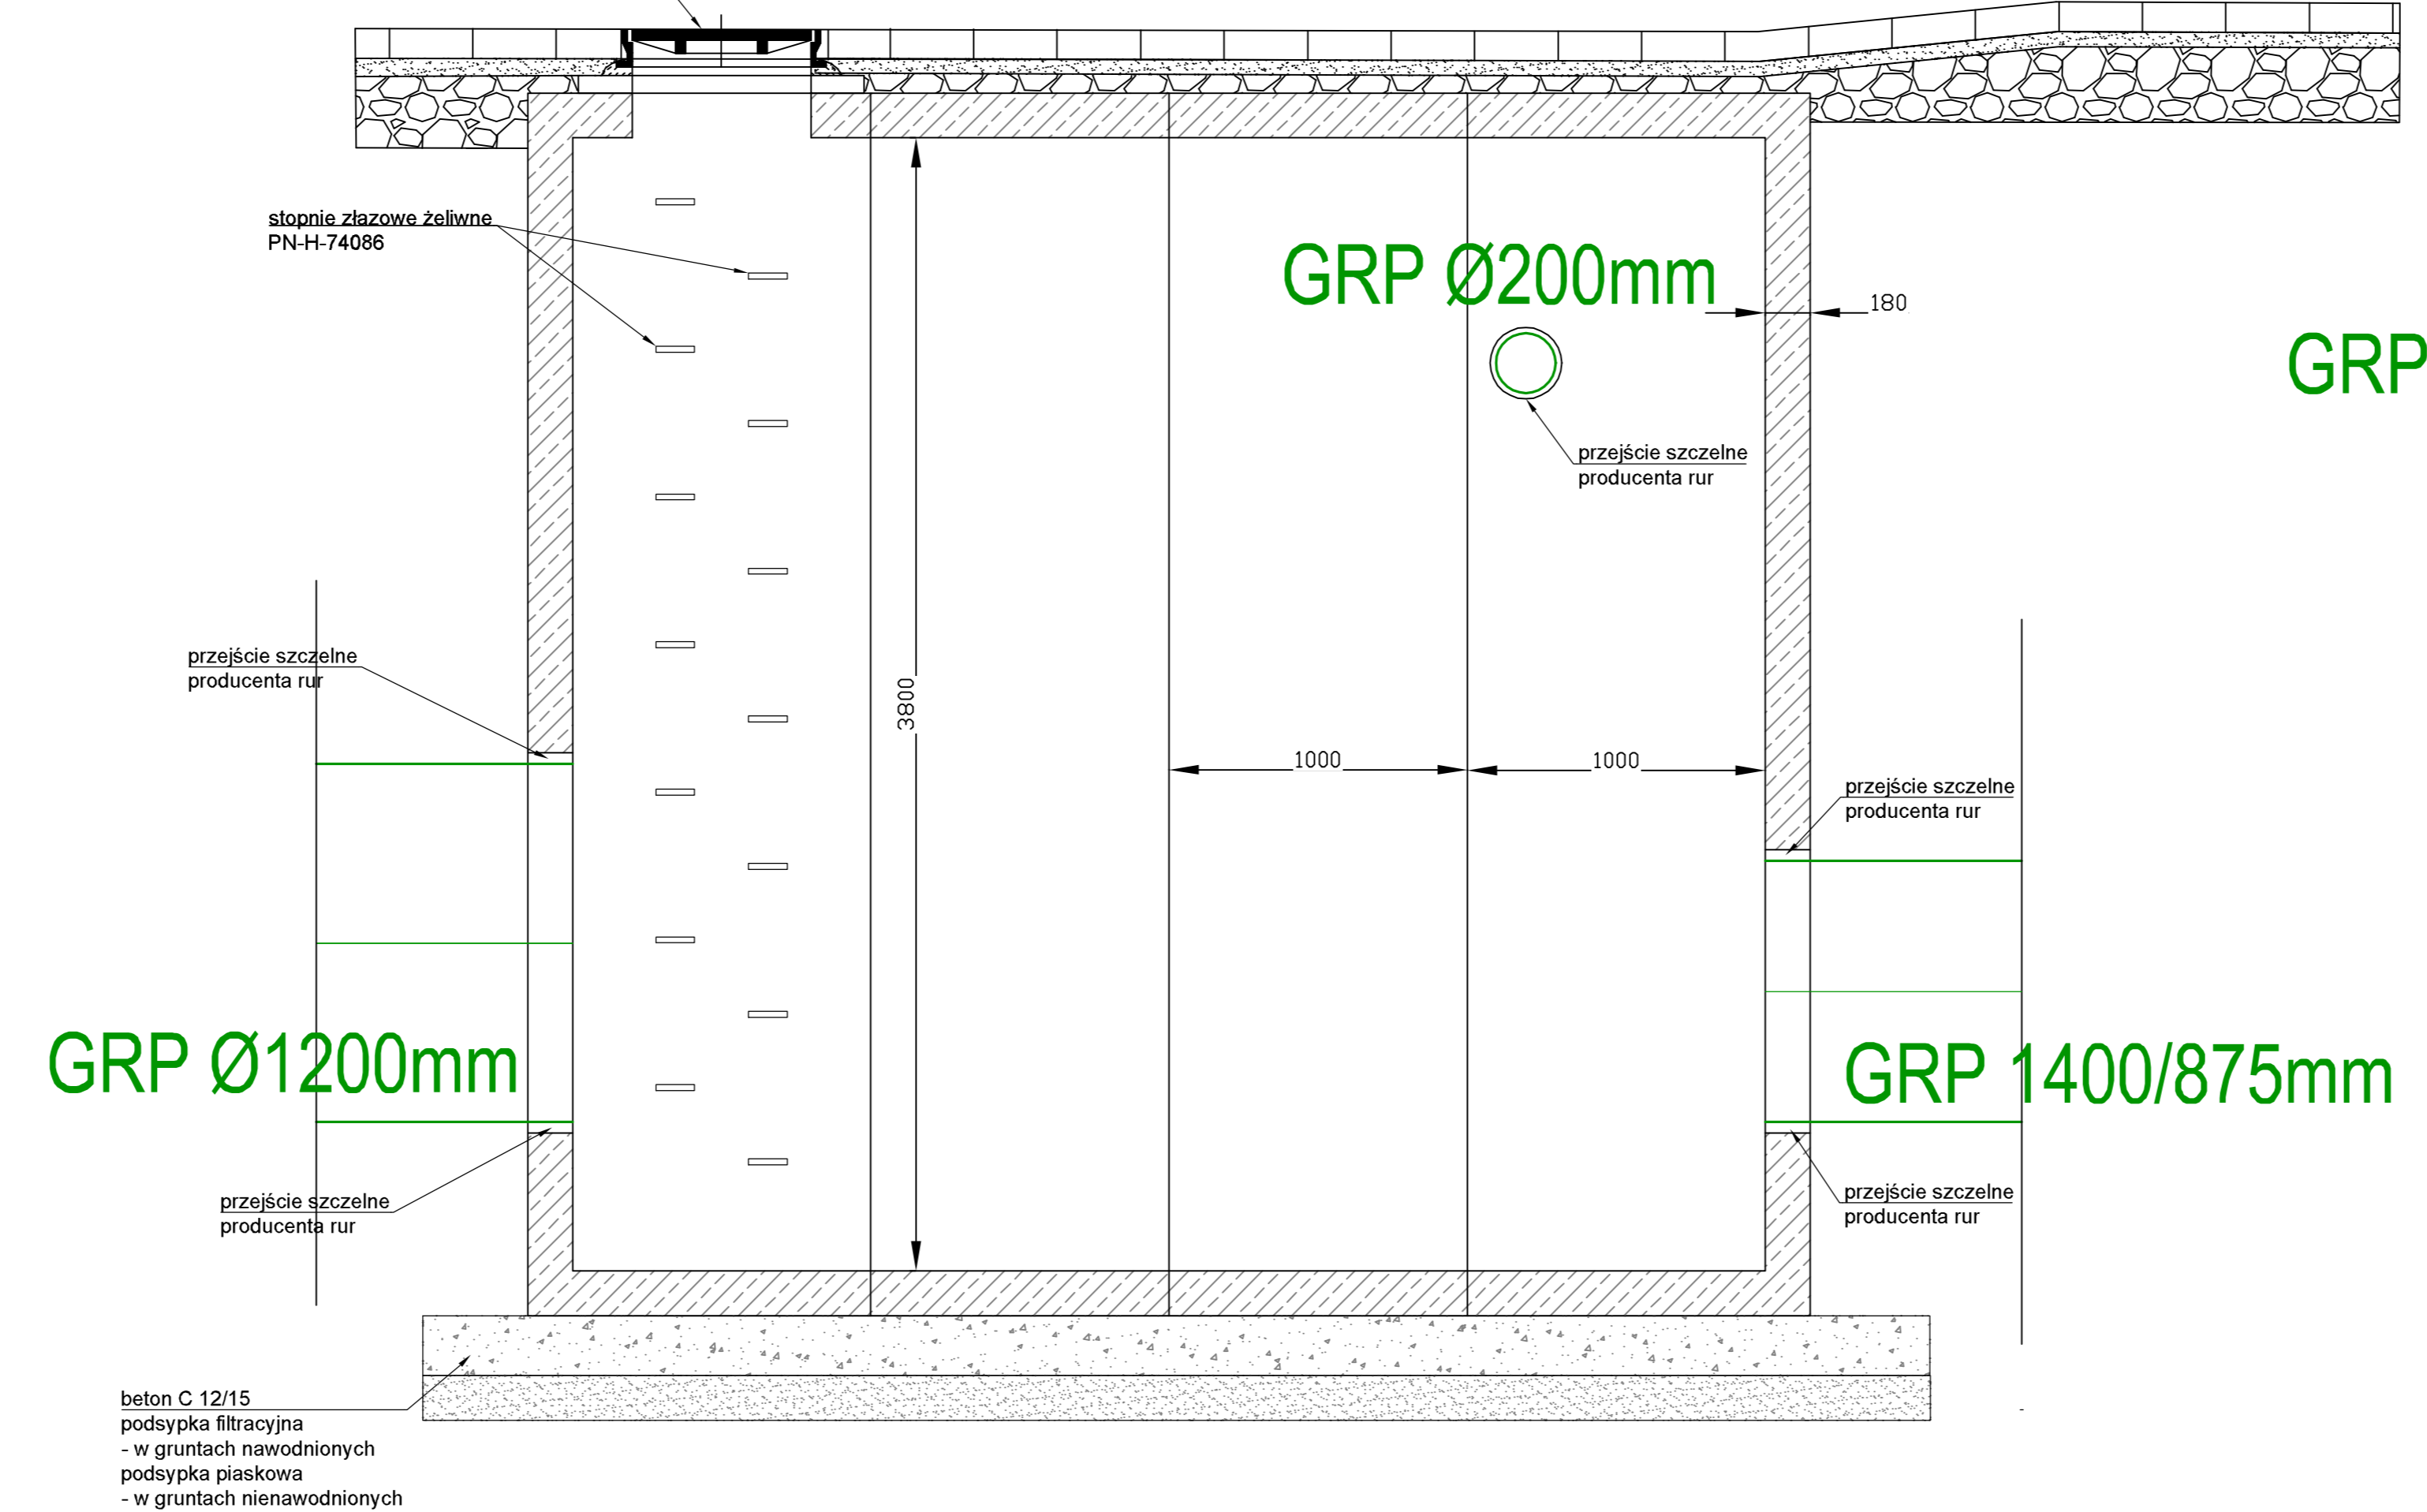 stopnie złazowe żeliwne
PN-H-74086
GRP Ø200mm
180
GRP
przejście szczelne
producenta rur
przejście szczelne
producenta rur
3800
1000
1000
przejście szczelne
producenta rur
GRP Ø1200mm
GRP 1400/875mm
przejście szczelne
producenta rur
przejście szczelne
producenta rur
beton C 12/15
podsypka filtracyjna
- w gruntach nawodnionych
podsypka piaskowa
- w gruntach nienawodnionych